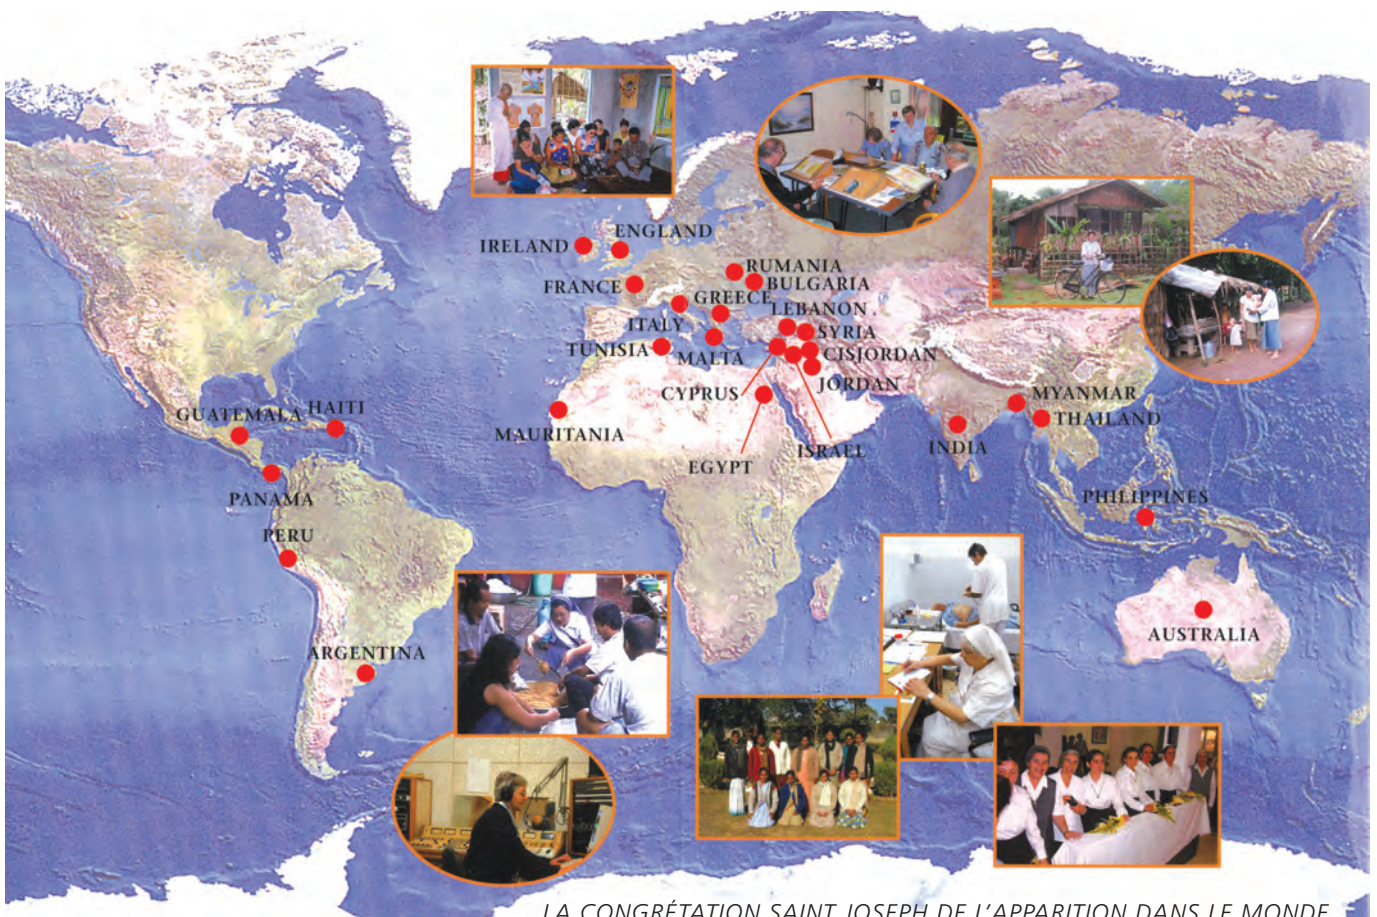 ENGLAND
IRELAND
RUMANIA
FRANCE
BULGARIA
GREECE
LEBANON
ITALY
SYRIA
TUNISIA
MALTA
CISJORDAN
CYPRUS
JORDAN
MYANMAR
GUATEMALA
HAITI
THAILAND
MAURITANIA
INDIA
ISRAEL
EGYPT
PANAMA
PHILIPPINES
PERU
AUSTRALIA
ARGENTINA
LA CONGRÉTATION SAINT JOSEPH DE L'APPARITION DANS LE MONDE